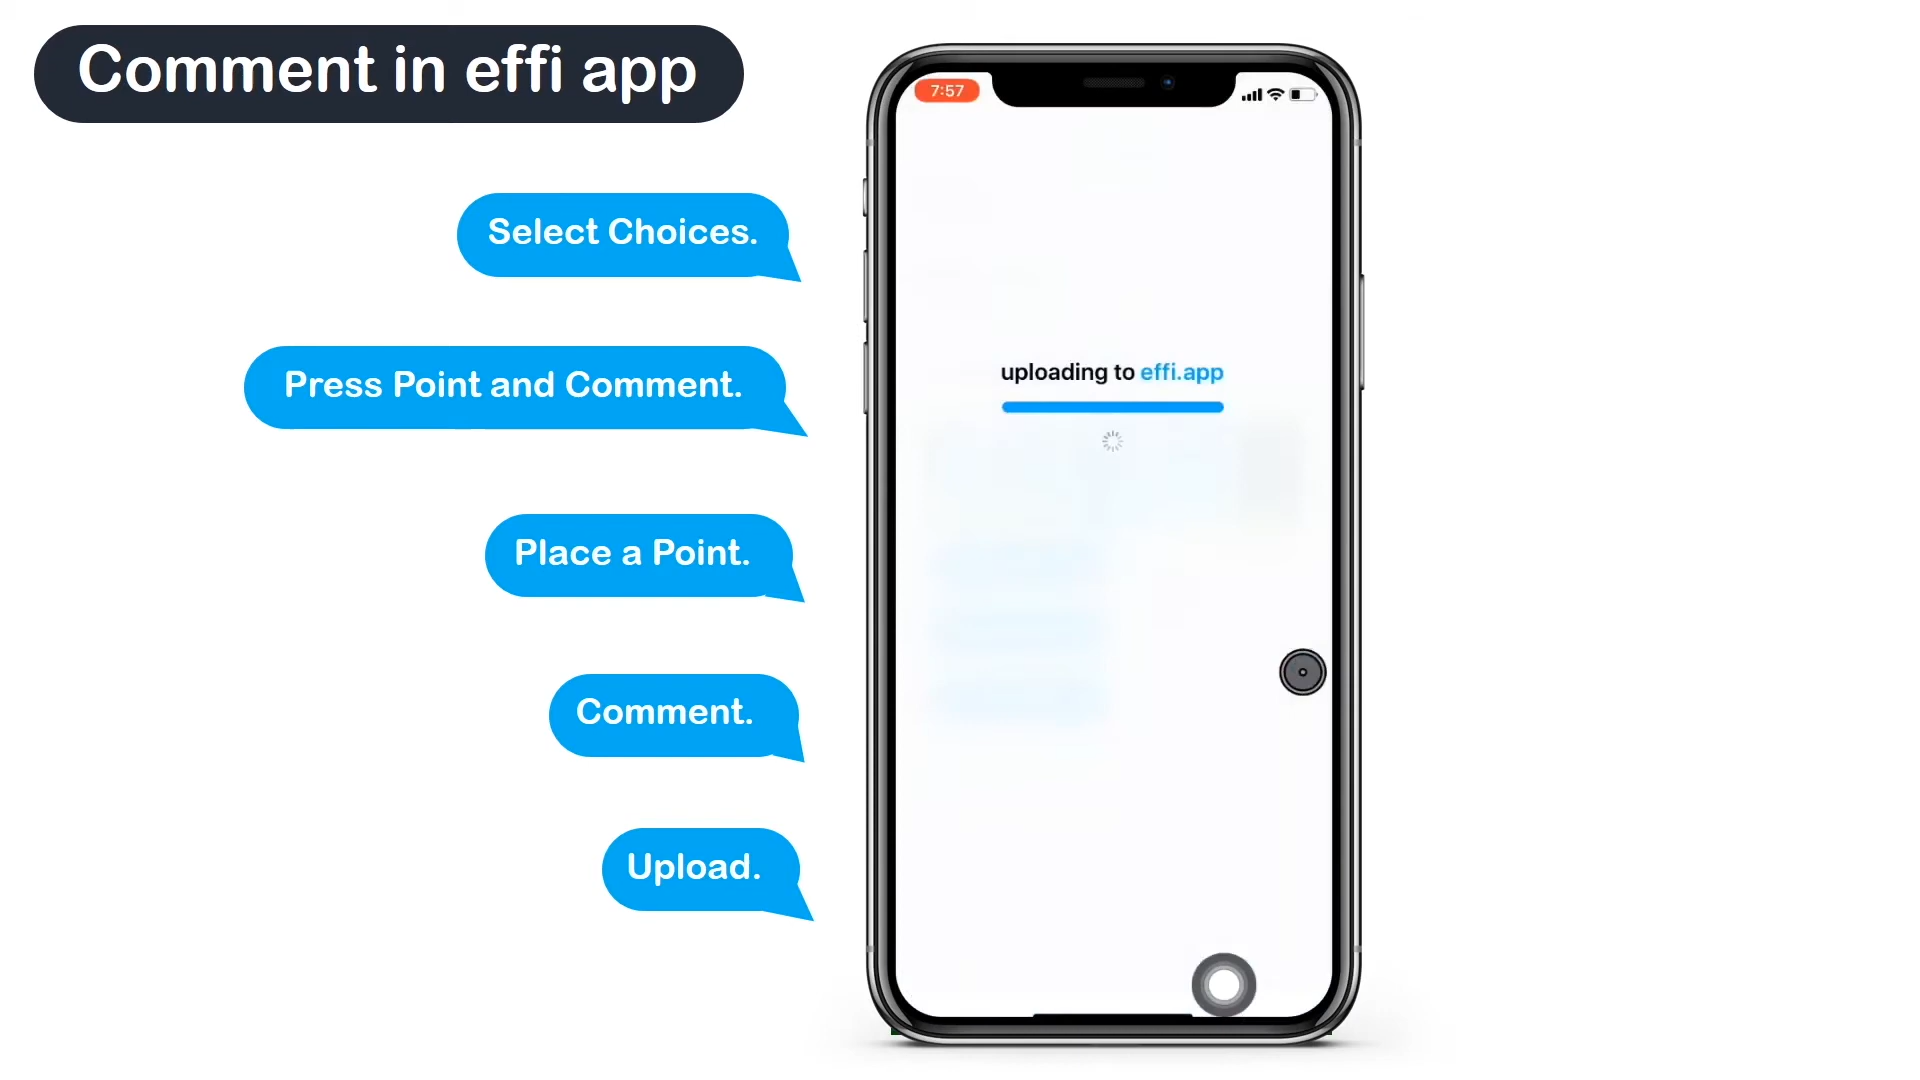 Comment in effi app
Select Choices.
Press Point and Comment.
Place a Point.
Comment.
Upload.
7:57
uploading to effi.app